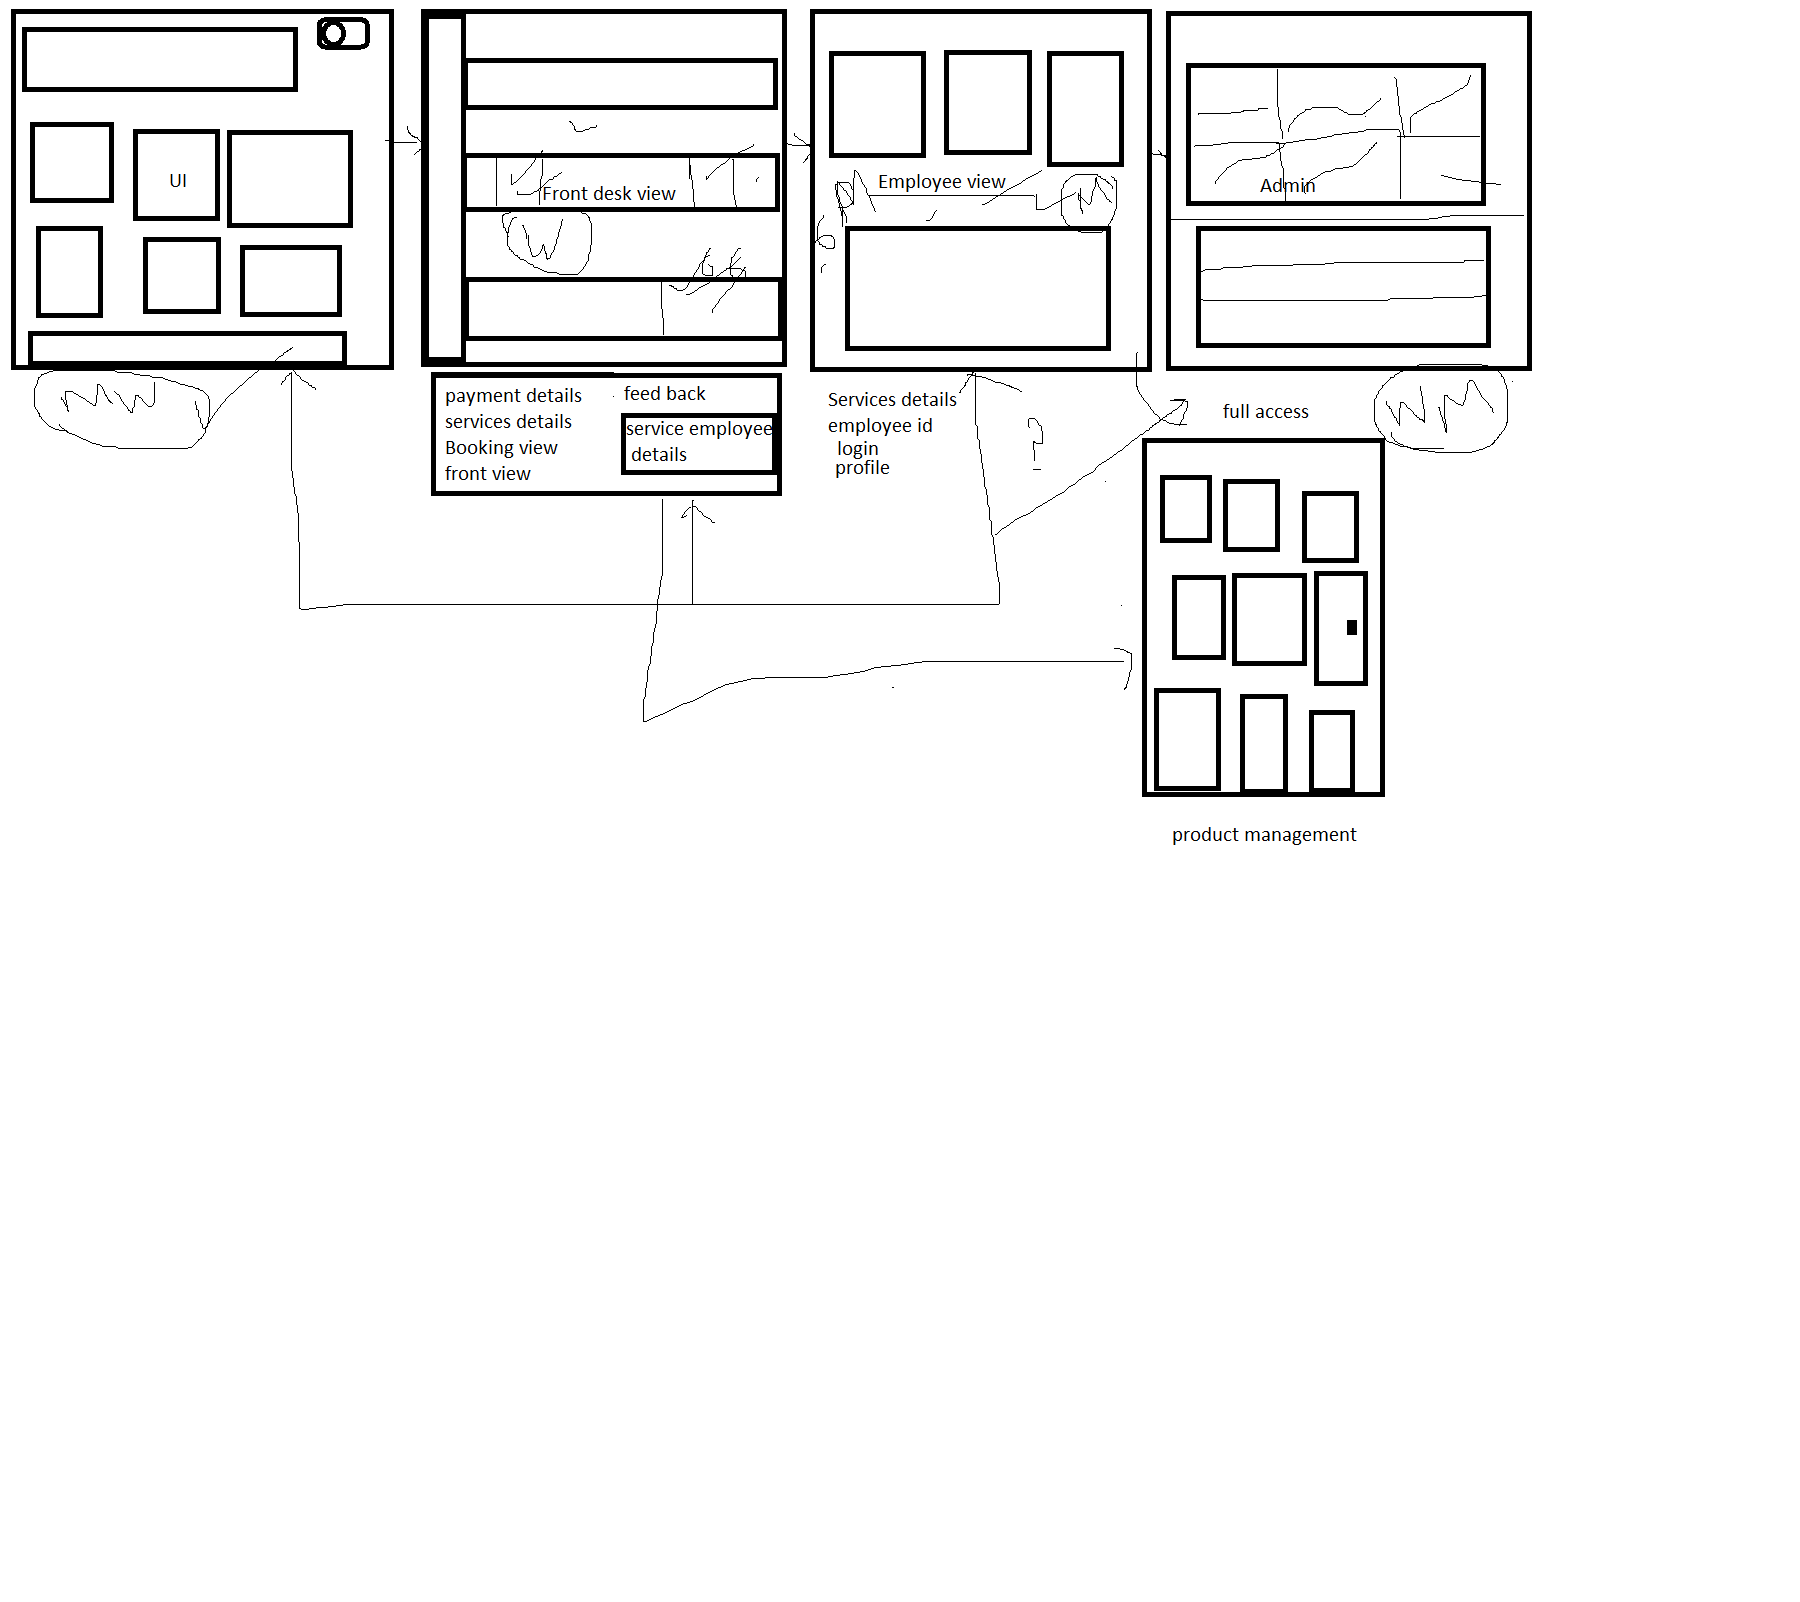 UI
Front desk view
Employee view
Admin
payment details
services details
Booking view
front view
feed back
service employee
details
Services details
employee id
login
profile
full access
product management